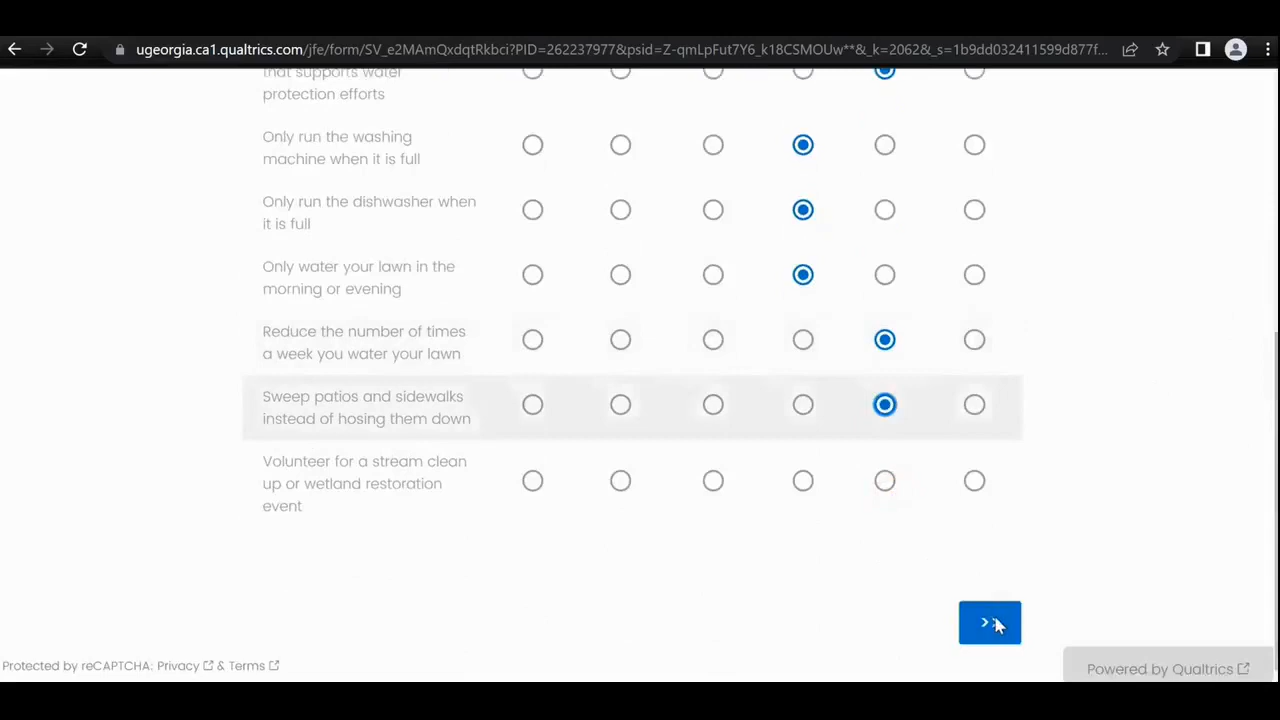 ugeorgia.ca1.qualtrics.com/jfe/form/SV_e2MAmQxdqtRkbci?PID=262237977&psid=Z-qmLpFut7Y6_k18CSMOUw**&_k=2062&_s=1b9dd032411599d877f...
that supports water
protection efforts
Only run the washing
machine when it is full
Only run the dishwasher when
it is full
Only water your lawn in the
morning or evening
Reduce the number of times
a week you water your lawn
Sweep patios and sidewalks
instead of hosing them down
Volunteer for a stream clean
up or wetland restoration
event
>>
Protected by reCAPTCHA: Privacy & Terms
Powered by Qualtrics